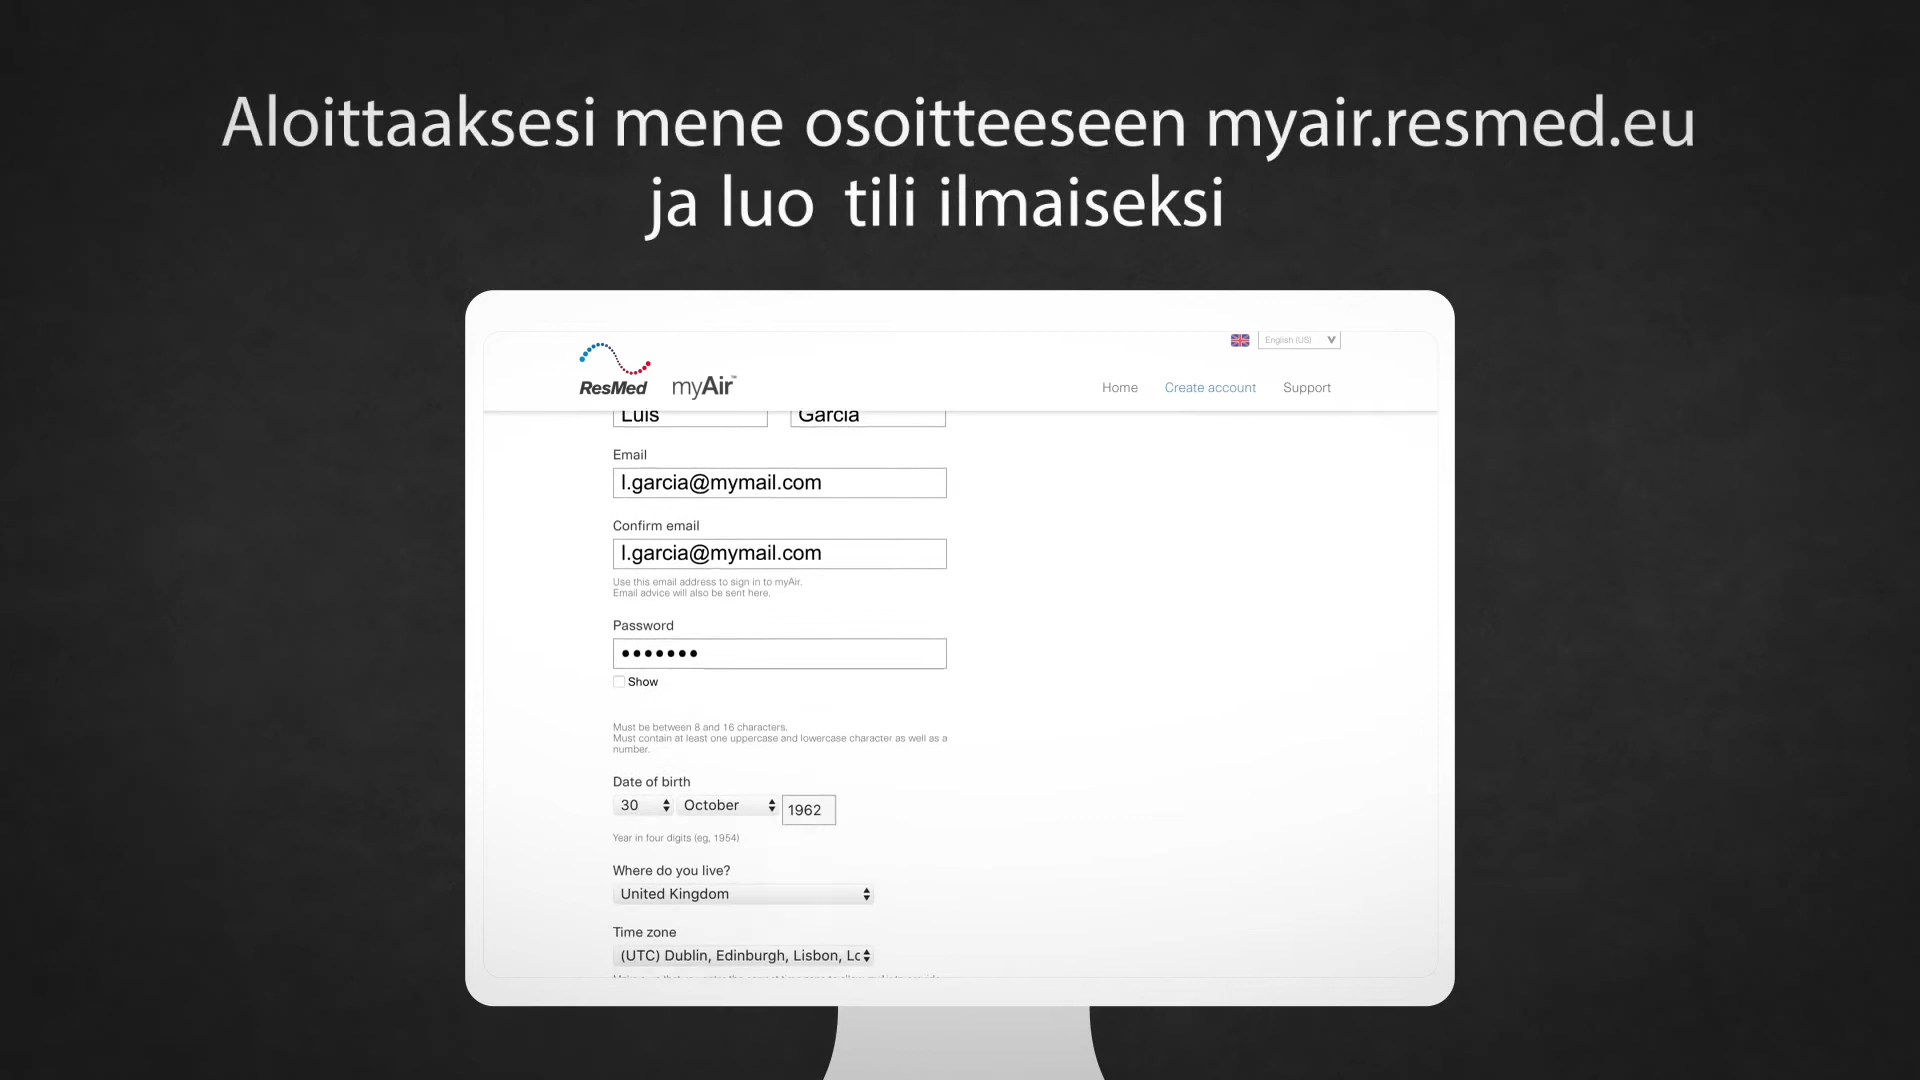 Aloittaaksesi mene osoitteeseen myair.resmed.eu
ja luo tili ilmaiseksi
English (US)
ResMed myAir™
Home Create account Support
Luis Garcia
Email
l.garcia@mymail.com
Confirm email
l.garcia@mymail.com
Use this email address to sign in to myAir.
Email advice will also be sent here.
Password
•••••••
Show
Must be between 8 and 16 characters.
Must contain at least one uppercase and lowercase character as well as a
number.
Date of birth
30 October 1962
Year in four digits (eg, 1954)
Where do you live?
United Kingdom
Time zone
(UTC) Dublin, Edinburgh, Lisbon, Lo